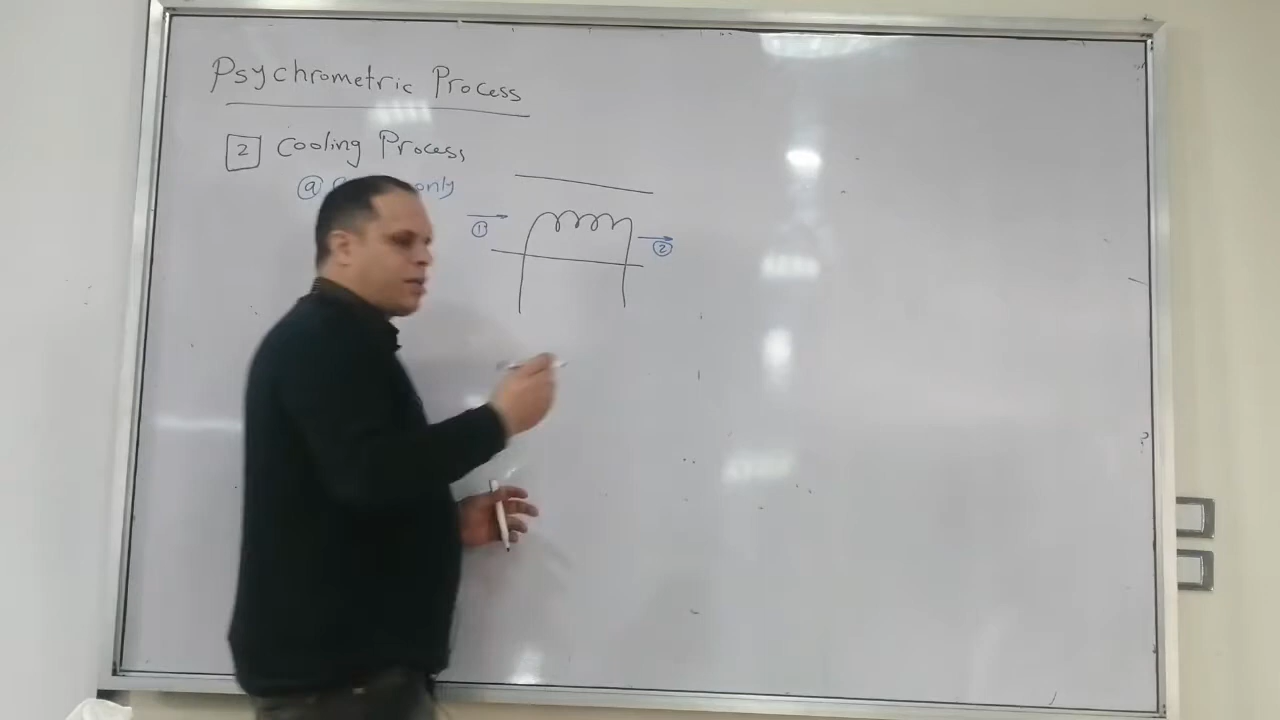 Psychrometric Process
2 Cooling Process
@ only
1
2